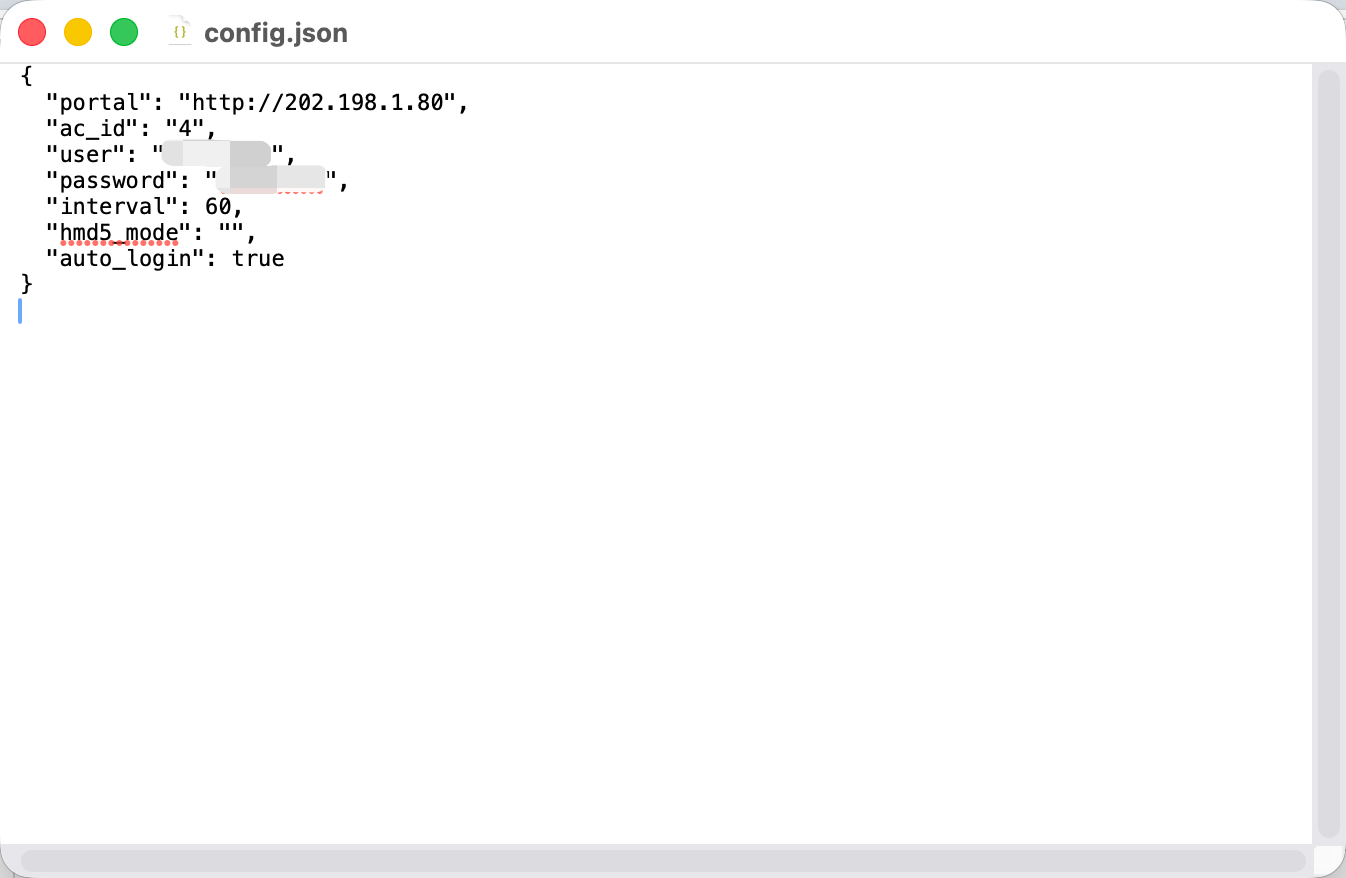 config.json
{
  "portal": "http://202.198.1.80",
  "ac_id": "4",
  "user": "",
  "password": "",
  "interval": 60,
  "hmd5_mode": "",
  "auto_login": true
}